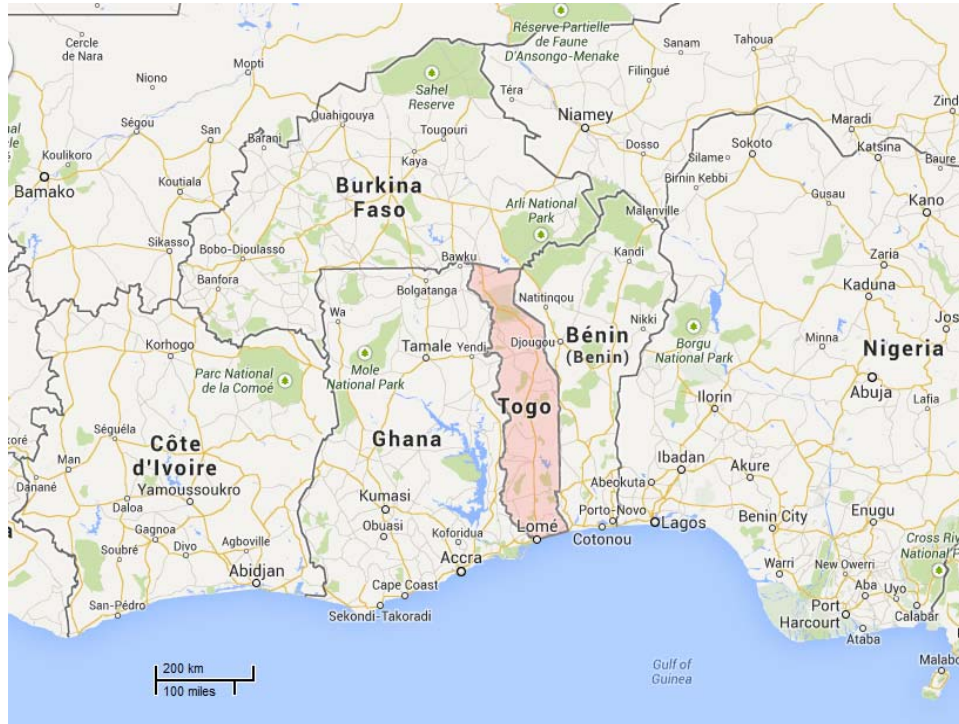 Cercle
de Nara
Mopti
Niono
Réserve Partielle
de Faune
D'Ansongo-Menake
Sanam
Tahoua
Filingué
Sahel
Reserve
Téra
Niamey
Zind
Maradi
Ségou
San
Barani
Ouahigouya
Tougouri
Dosso
Sokoto
Silame
Katsina
Baure
Koulikoro
Bamako
Koutiala
Kaya
Birnin Kebbi
Gusau
Kano
Burkina
Faso
Arli National
Park
Malanville
Sikasso
Bobo-Dioulasso
Banfora
Bawku
Kandi
Zaria
Kaduna
Bolgatanga
Natitinqou
Wa
Nikki
Jos
Korhogo
Tamale
Yendi
Djougou
Bénin
(Benin)
Borgu
National Park
Minna
Nigeria
Abuja
Mole
National Park
Parc National
de la Comoé
Togo
Ilorin
Lafia
Séguéla
Man
Danané
Côte
d'Ivoire
Ghana
Ibadan
Akure
Yamoussoukro
Daloa
Kumasi
Obuasi
Abeokuta
Porto-Novo
Lagos
Benin City
Enugu
Gagnoa
Divo
Agboville
Soubré
Koforidua
Lomé
Cotonou
Accra
Cross Riv
National P
Warri
New Owerri
Aba
Uyo
Abidjan
Cape Coast
Sekondi-Takoradi
San-Pédro
Port
Harcourt
Calabar
Ataba
200 km
100 miles
Gulf of
Guinea
Malabo